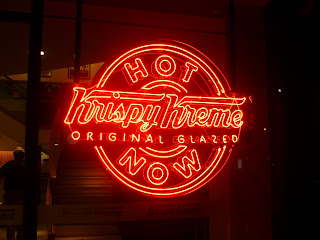 HOT
Krispy Kreme
ORIGINAL GLAZED
NOW